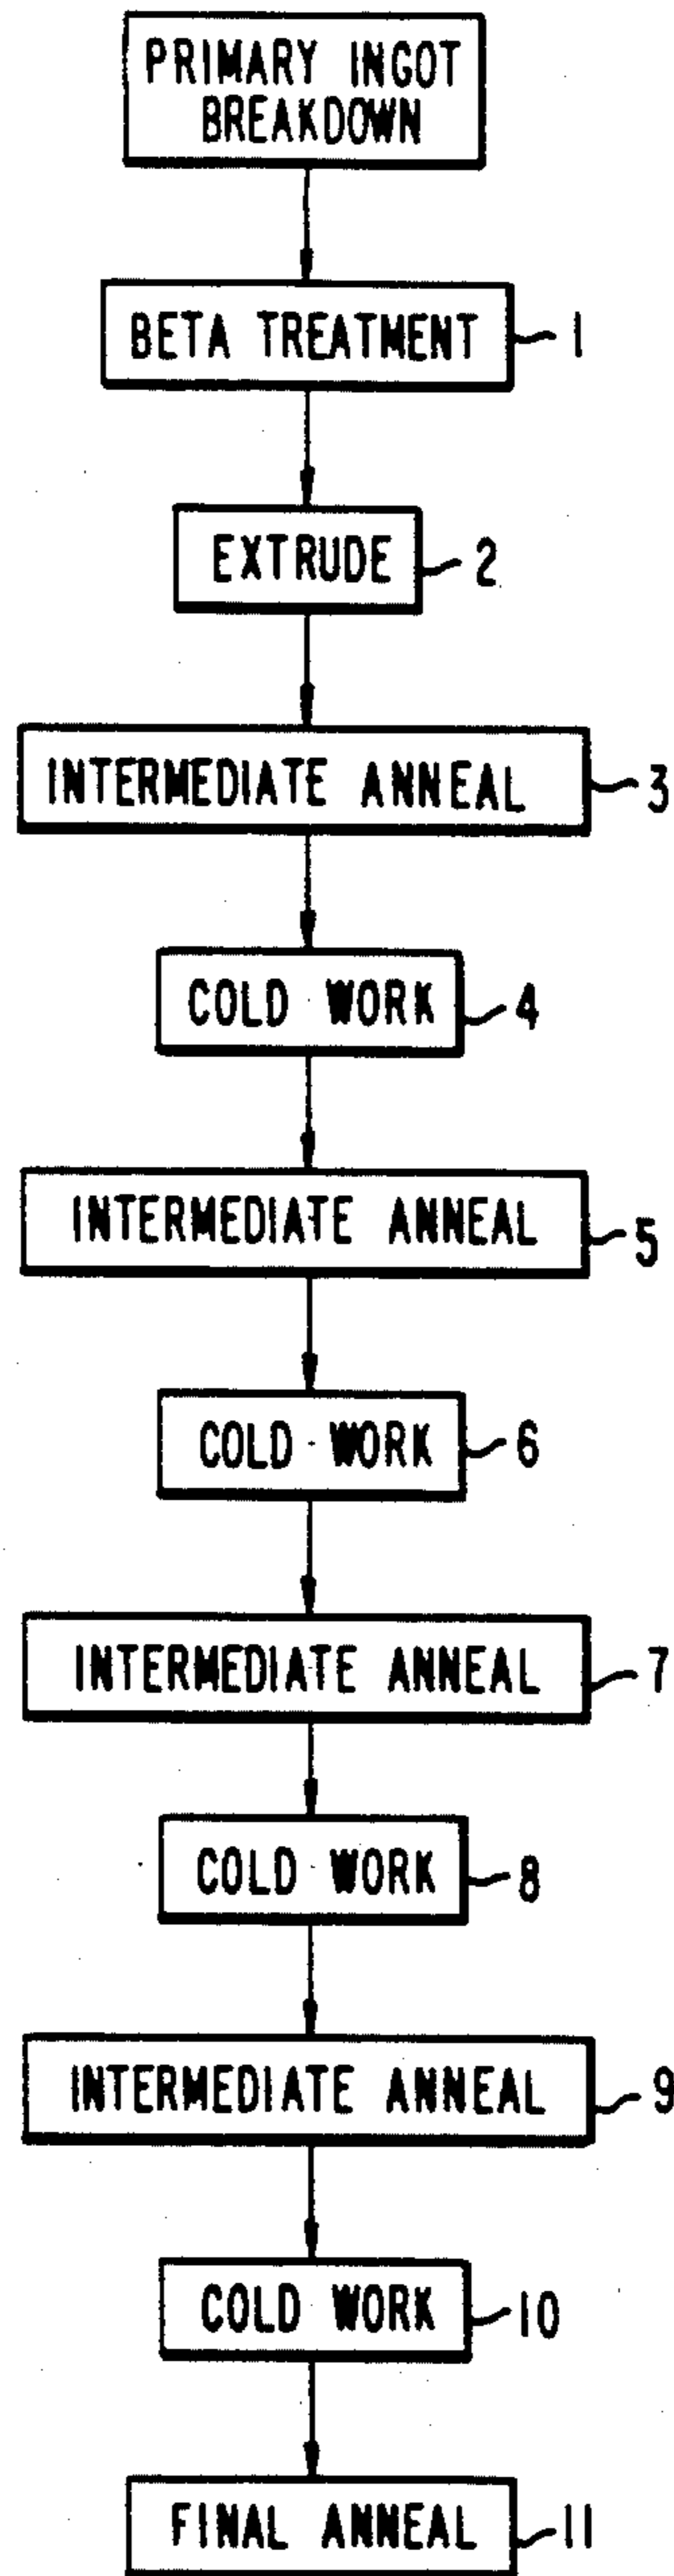 PRIMARY INGOT
BREAKDOWN
BETA TREATMENT 1
EXTRUDE 2
INTERMEDIATE ANNEAL 3
COLD WORK 4
INTERMEDIATE ANNEAL 5
COLD WORK 6
INTERMEDIATE ANNEAL 7
COLD WORK 8
INTERMEDIATE ANNEAL 9
COLD WORK 10
FINAL ANNEAL 11